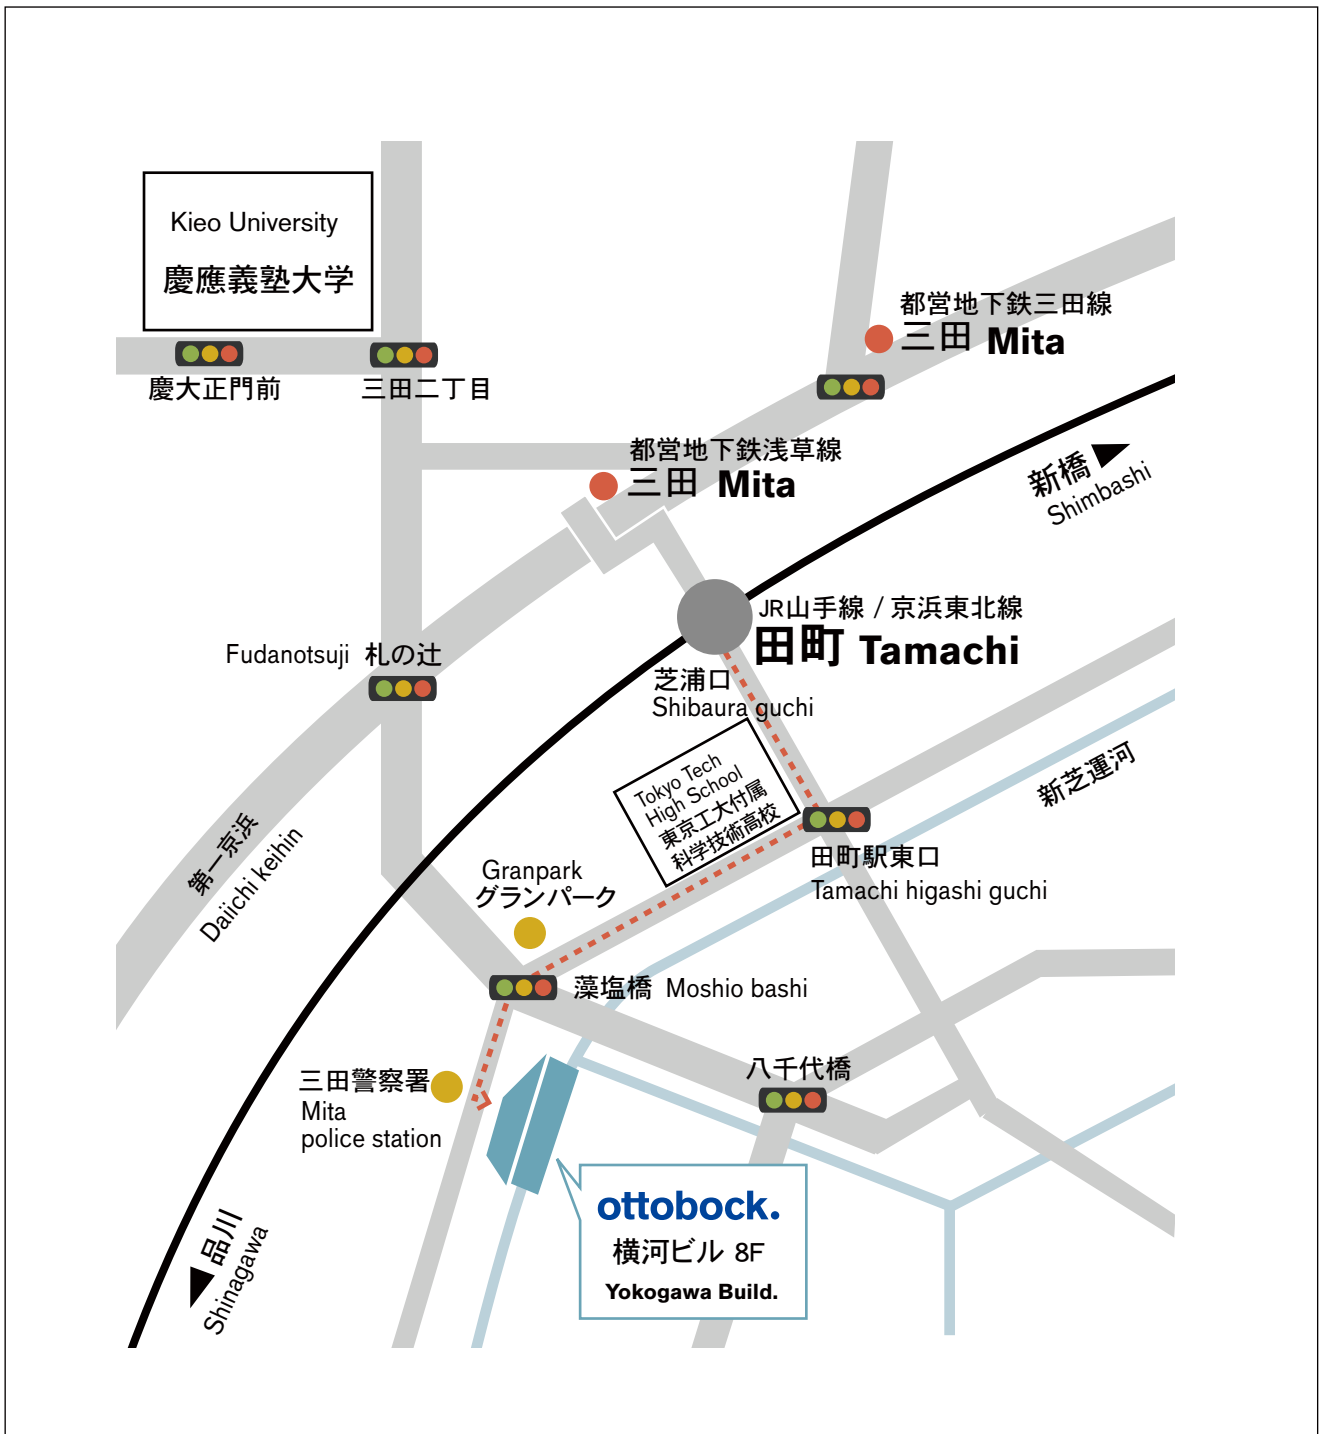 Kieo University
慶應義塾大学
慶大正門前
三田二丁目
都営地下鉄三田線
三田 Mita
都営地下鉄浅草線
三田 Mita
新橋
Shimbashi
JR山手線 / 京浜東北線
田町 Tamachi
Fudanotsuji 札の辻
芝浦口
Shibaura guchi
Tokyo Tech
High School
東京工大付属
科学技術高校
新芝運河
第一京浜
Daiichi keihin
田町駅東口
Tamachi higashi guchi
Granpark
グランパーク
藻塩橋 Moshio bashi
三田警察署
Mita
police station
八千代橋
品川
Shinagawa
ottobock.
横河ビル 8F
Yokogawa Build.